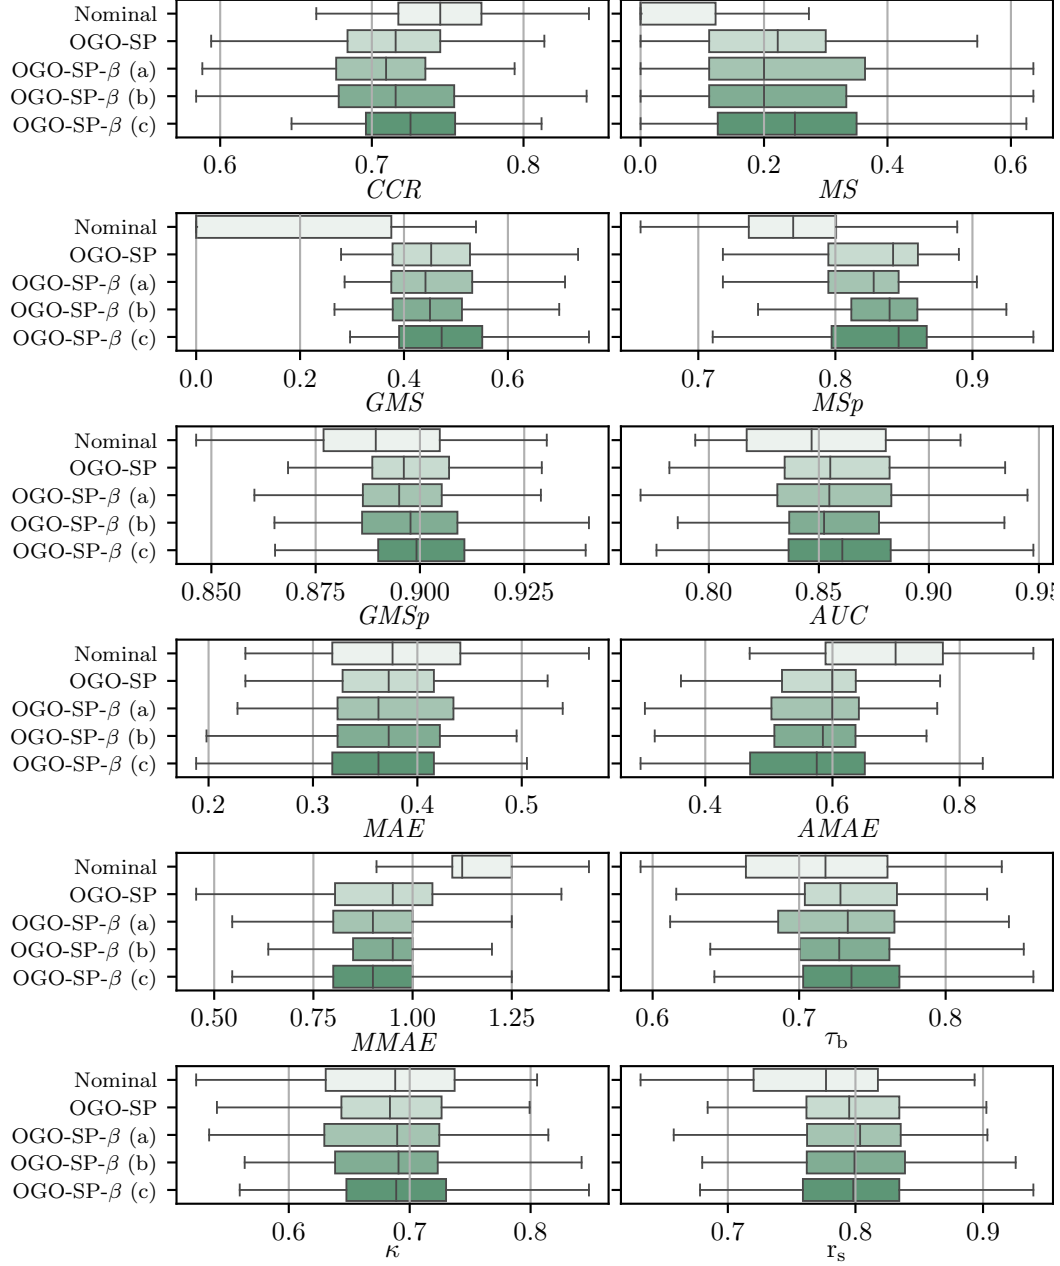 Nominal
OGO-SP
OGO-SP-β (a)
OGO-SP-β (b)
OGO-SP-β (c)
0.6 0.7 0.8
CCR
0.0 0.2 0.4 0.6
MS
Nominal
OGO-SP
OGO-SP-β (a)
OGO-SP-β (b)
OGO-SP-β (c)
0.0 0.2 0.4 0.6
GMS
0.7 0.8 0.9
MSp
Nominal
OGO-SP
OGO-SP-β (a)
OGO-SP-β (b)
OGO-SP-β (c)
0.850 0.875 0.900 0.925
GMSp
0.80 0.85 0.90 0.95
AUC
Nominal
OGO-SP
OGO-SP-β (a)
OGO-SP-β (b)
OGO-SP-β (c)
0.2 0.3 0.4 0.5
MAE
0.4 0.6 0.8
AMAE
Nominal
OGO-SP
OGO-SP-β (a)
OGO-SP-β (b)
OGO-SP-β (c)
0.50 0.75 1.00 1.25
MMAE
0.6 0.7 0.8
τb
Nominal
OGO-SP
OGO-SP-β (a)
OGO-SP-β (b)
OGO-SP-β (c)
0.6 0.7 0.8
κ
0.7 0.8 0.9
rs